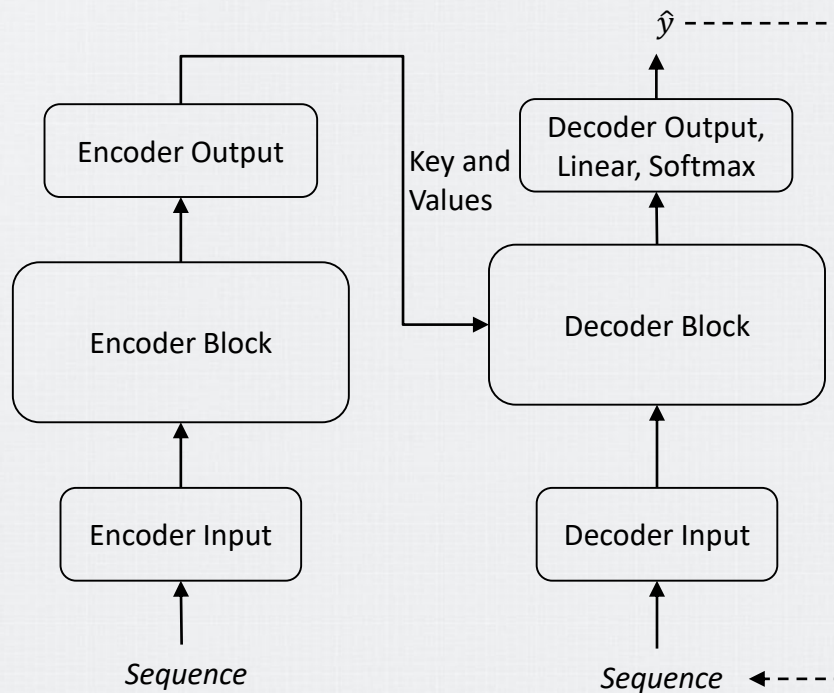 ŷ
Encoder Output
Decoder Output,
Linear, Softmax
Key and
Values
Encoder Block
Decoder Block
Encoder Input
Decoder Input
Sequence
Sequence